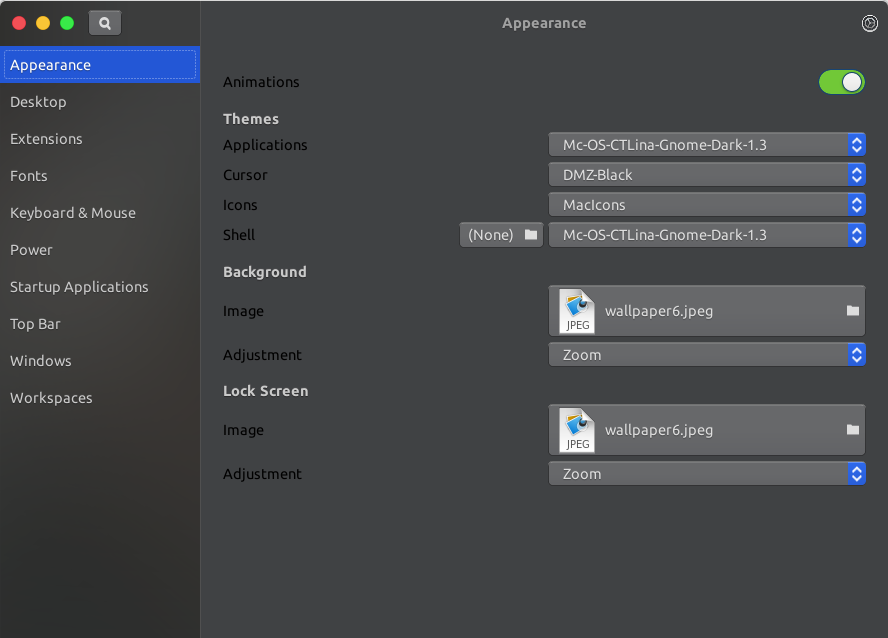 Appearance
Appearance
Desktop
Extensions
Fonts
Keyboard & Mouse
Power
Startup Applications
Top Bar
Windows
Workspaces
Animations
Themes
Applications Mc-OS-CTLina-Gnome-Dark-1.3
Cursor DMZ-Black
Icons MacIcons
Shell (None) Mc-OS-CTLina-Gnome-Dark-1.3
Background
Image JPEG wallpaper6.jpeg
Adjustment Zoom
Lock Screen
Image JPEG wallpaper6.jpeg
Adjustment Zoom